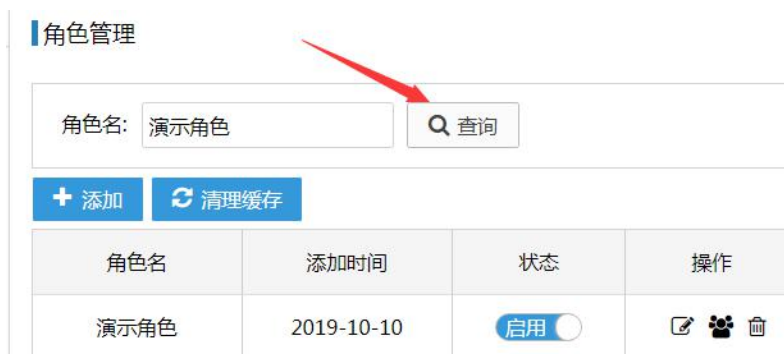 角色管理
角色名: 演示角色 查询
添加 清理缓存
角色名 添加时间 状态 操作
演示角色 2019-10-10 启用